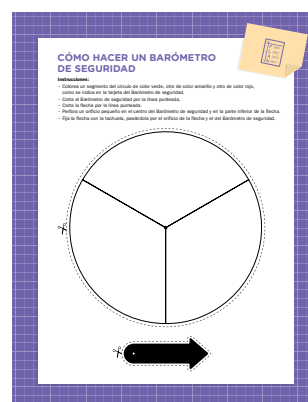 CÓMO HACER UN BARÓMETRO
DE SEGURIDAD
Instrucciones:
- Colorea un segmento del círculo de color verde, otro de color amarillo y otro de color rojo,
como se indica en la tarjeta del Barómetro de seguridad.
- Corta el Barómetro de seguridad por la línea punteada.
- Corta la flecha por la línea punteada.
- Perfora un orificio pequeño en el centro del Barómetro de seguridad y en la parte inferior de la flecha.
- Fija la flecha con la tachuela, pasándola por el orificio de la flecha y el del Barómetro de seguridad.